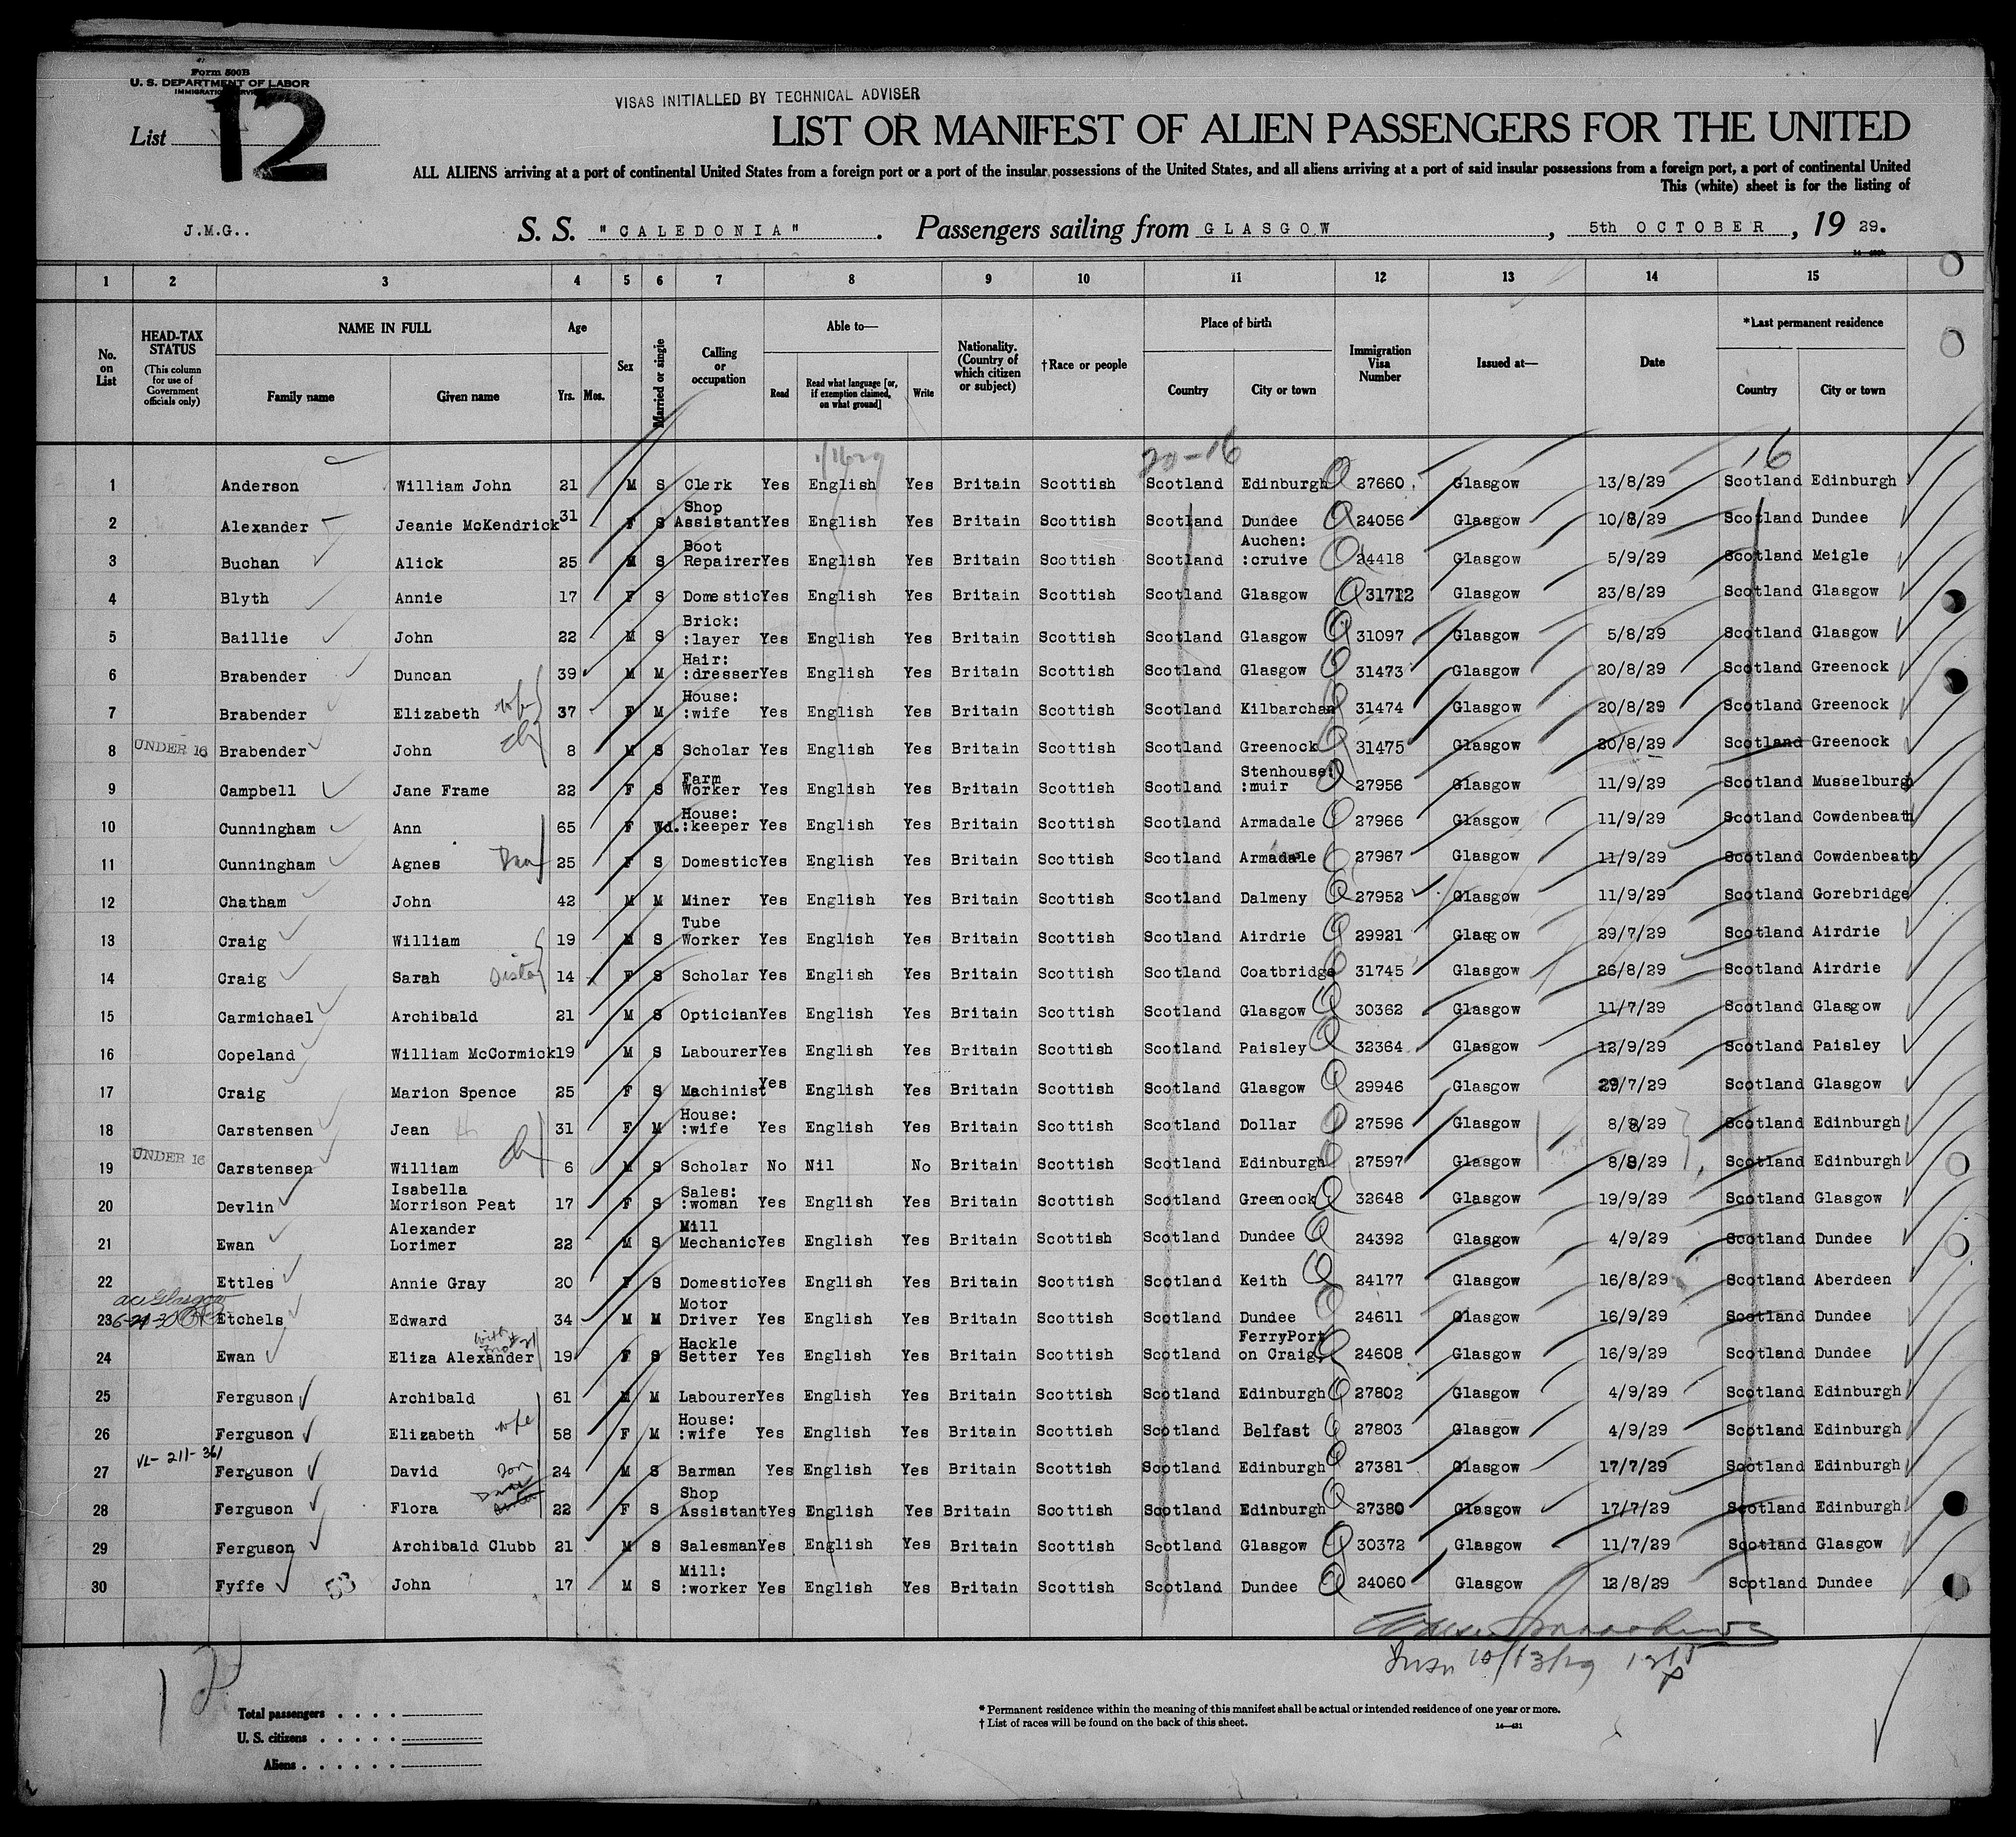 Form 500B
U. S. DEPARTMENT OF LABOR
List 12
VISAS INITIALLED BY TECHNICAL ADVISER
LIST OR MANIFEST OF ALIEN PASSENGERS FOR THE UNITED
ALL ALIENS arriving at a port of continental United States from a foreign port or a port of the insular possessions of the United States, and all aliens arriving at a port of said insular possessions from a foreign port, a port of continental United
This (white) sheet is for the listing of
J.M.G.. S. S. "CALEDONIA". Passengers sailing from GLASGOW, 5th OCTOBER, 19 29.
1 2 3 4 5 6 7 8 9 10 11 12 13 14 15
No. on List HEAD-TAX STATUS (This column for use of Government officials only) NAME IN FULL Family name Given name Age Yrs. Mos. Sex Married or single Calling or occupation Able to— Read Read what language [or, if exemption claimed, on what ground] Write Nationality. (Country of which citizen or subject) †Race or people Place of birth Country City or town Immigration Visa Number Issued at— Date *Last permanent residence Country City or town
20-16 16
1 Anderson William John 21 M S Clerk Yes English Yes Britain Scottish Scotland Edinburgh 27660 Glasgow 13/8/29 Scotland Edinburgh
2 Alexander Jeanie McKendrick 31 F S Shop Assistant Yes English Yes Britain Scottish Scotland Dundee 24056 Glasgow 10/8/29 Scotland Dundee
3 Buchan Alick 25 M S Boot Repairer Yes English Yes Britain Scottish Scotland Auchen: :cruive 24418 Glasgow 5/9/29 Scotland Meigle
4 Blyth Annie 17 F S Domestic Yes English Yes Britain Scottish Scotland Glasgow 31712 Glasgow 23/8/29 Scotland Glasgow
5 Baillie John 22 M S Brick: :layer Yes English Yes Britain Scottish Scotland Glasgow 31097 Glasgow 5/8/29 Scotland Glasgow
6 Brabender Duncan 39 M M Hair: :dresser Yes English Yes Britain Scottish Scotland Glasgow 31473 Glasgow 20/8/29 Scotland Greenock
7 Brabender Elizabeth wife 37 F M House: :wife Yes English Yes Britain Scottish Scotland Kilbarchan 31474 Glasgow 20/8/29 Scotland Greenock
8 UNDER 16 Brabender John 8 M S Scholar Yes English Yes Britain Scottish Scotland Greenock 31475 Glasgow 20/8/29 Scotland Greenock
9 Campbell Jane Frame 22 F S Farm Worker Yes English Yes Britain Scottish Scotland Stenhouse: :muir 27956 Glasgow 11/9/29 Scotland Musselburgh
10 Cunningham Ann 65 F Wd. House: :keeper Yes English Yes Britain Scottish Scotland Armadale 27966 Glasgow 11/9/29 Scotland Cowdenbeath
11 Cunningham Agnes 25 F S Domestic Yes English Yes Britain Scottish Scotland Armadale 27967 Glasgow 11/9/29 Scotland Cowdenbeath
12 Chatham John 42 M M Miner Yes English Yes Britain Scottish Scotland Dalmeny 27952 Glasgow 11/9/29 Scotland Gorebridge
13 Craig William 19 M S Tube Worker Yes English Yes Britain Scottish Scotland Airdrie 29921 Glasgow 29/7/29 Scotland Airdrie
14 Craig Sarah Sister 14 F S Scholar Yes English Yes Britain Scottish Scotland Coatbridge 31745 Glasgow 26/8/29 Scotland Airdrie
15 Carmichael Archibald 21 M S Optician Yes English Yes Britain Scottish Scotland Glasgow 30362 Glasgow 11/7/29 Scotland Glasgow
16 Copeland William McCormick 19 M S Labourer Yes English Yes Britain Scottish Scotland Paisley 32364 Glasgow 12/9/29 Scotland Paisley
17 Craig Marion Spence 25 F S Machinist Yes English Yes Britain Scottish Scotland Glasgow 29946 Glasgow 29/7/29 Scotland Glasgow
18 Carstensen Jean 31 F M House: :wife Yes English Yes Britain Scottish Scotland Dollar 27596 Glasgow 8/8/29 Scotland Edinburgh
19 UNDER 16 Carstensen William 6 M S Scholar No Nil No Britain Scottish Scotland Edinburgh 27597 Glasgow 8/8/29 Scotland Edinburgh
20 Devlin Isabella Morrison Peat 17 F S Sales: :woman Yes English Yes Britain Scottish Scotland Greenock 32648 Glasgow 19/9/29 Scotland Glasgow
21 Ewan Alexander Lorimer 22 M S Mill Mechanic Yes English Yes Britain Scottish Scotland Dundee 24392 Glasgow 4/9/29 Scotland Dundee
22 Ettles Annie Gray 20 F S Domestic Yes English Yes Britain Scottish Scotland Keith 24177 Glasgow 16/8/29 Scotland Aberdeen
23 Etchels Edward 34 M M Motor Driver Yes English Yes Britain Scottish Scotland Dundee 24611 Glasgow 16/9/29 Scotland Dundee
24 Ewan Eliza Alexander 19 F S Hackle Setter Yes English Yes Britain Scottish Scotland FerryPort on Craig. 24608 Glasgow 16/9/29 Scotland Dundee
25 Ferguson Archibald 61 M M Labourer Yes English Yes Britain Scottish Scotland Edinburgh 27802 Glasgow 4/9/29 Scotland Edinburgh
26 Ferguson Elizabeth wife 58 F M House: :wife Yes English Yes Britain Scottish Scotland Belfast 27803 Glasgow 4/9/29 Scotland Edinburgh
27 VL-211-361 Ferguson David son 24 M S Barman Yes English Yes Britain Scottish Scotland Edinburgh 27381 Glasgow 17/7/29 Scotland Edinburgh
28 Ferguson Flora 22 F S Shop Assistant Yes English Yes Britain Scottish Scotland Edinburgh 27380 Glasgow 17/7/29 Scotland Edinburgh
29 Ferguson Archibald Clubb 21 M S Salesman Yes English Yes Britain Scottish Scotland Glasgow 30372 Glasgow 11/7/29 Scotland Glasgow
30 Fyffe John 17 M S Mill: :worker Yes English Yes Britain Scottish Scotland Dundee 24060 Glasgow 12/8/29 Scotland Dundee
10/13/29
Total passengers
U. S. citizens
Aliens
* Permanent residence within the meaning of this manifest shall be actual or intended residence of one year or more.
† List of races will be found on the back of this sheet.